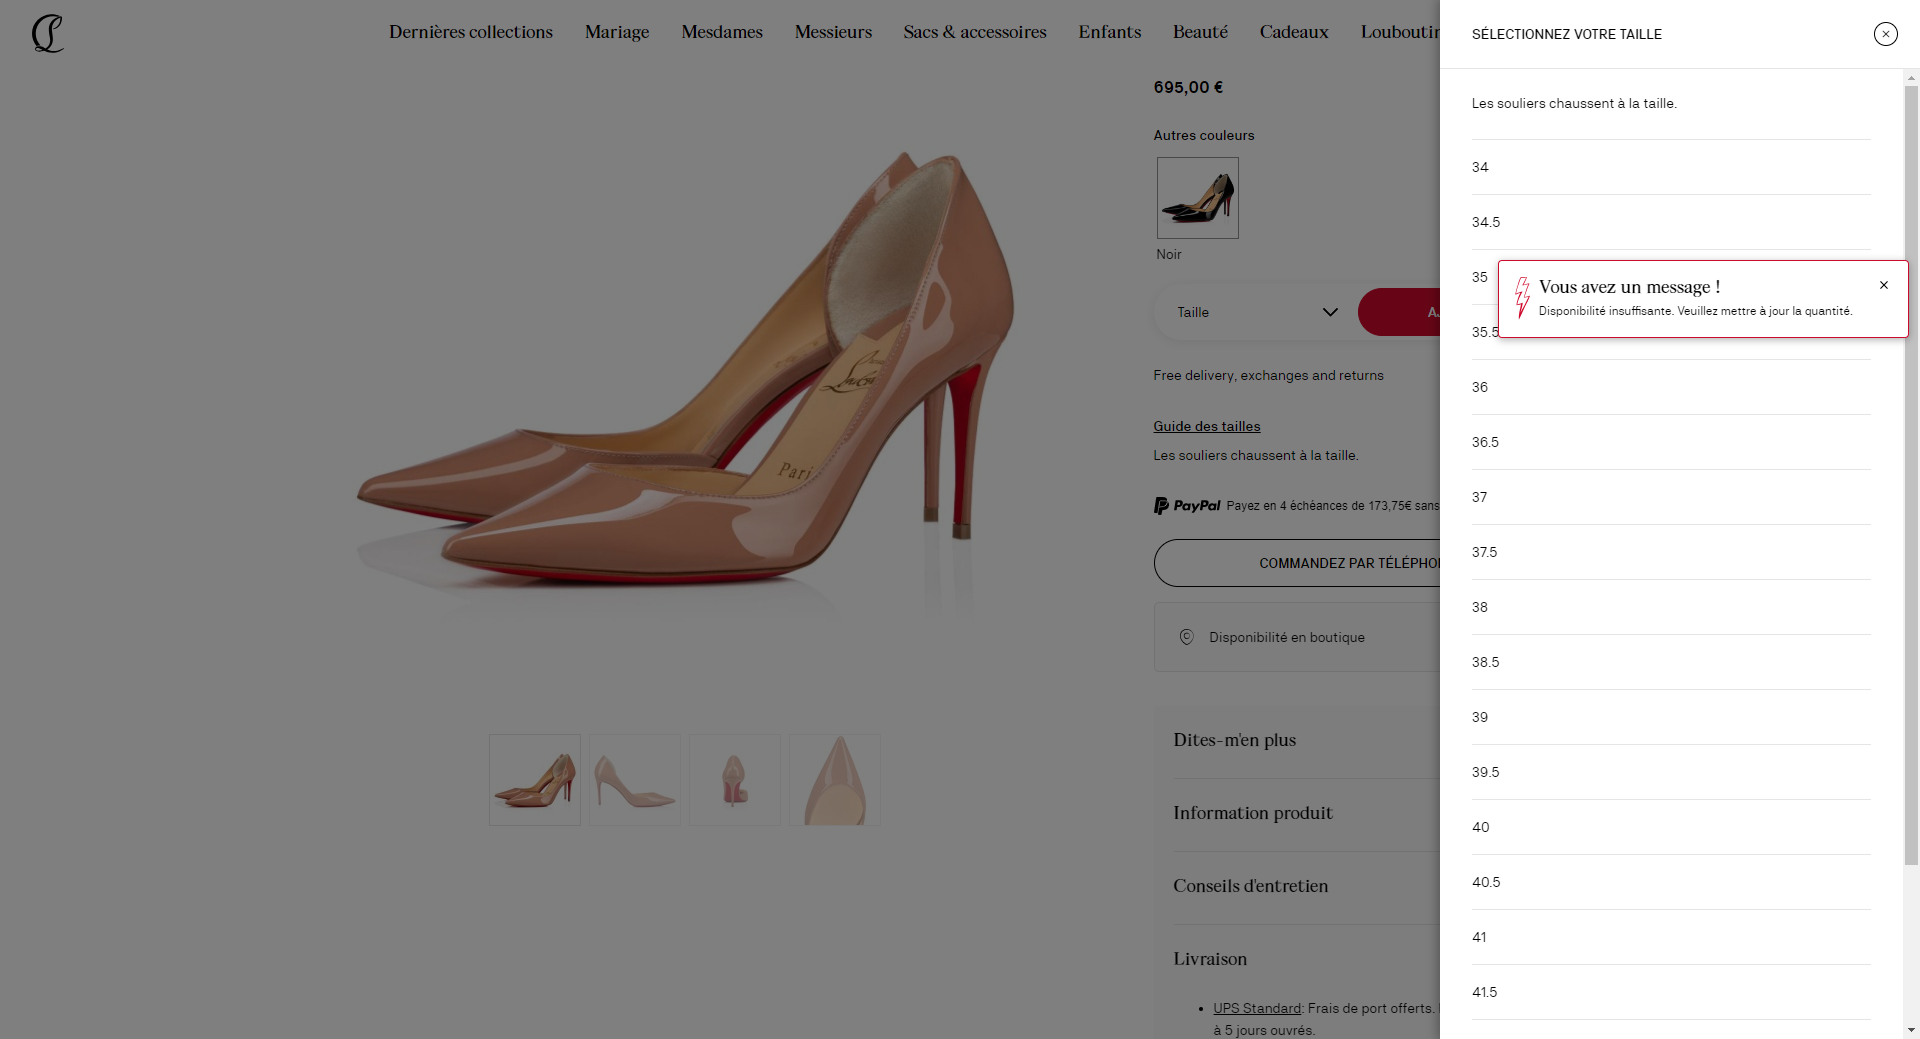 Dernières collections
Mariage
Mesdames
Messieurs
Sacs & accessoires
Enfants
Beauté
Cadeaux
695,00 €
Autres couleurs
Noir
Taille
Free delivery, exchanges and returns
Guide des tailles
Les souliers chaussent à la taille.
PayPal Payez en 4 échéances de 173,75€ sans
COMMANDEZ PAR
Disponibilité en boutique
Dites-m'en plus
Information produit
Conseils d'entretien
Livraison
• UPS Standard: Frais de port offerts.
à 5 jours ouvrés.
Louboutin
Paris
SÉLECTIONNEZ VOTRE TAILLE
Les souliers chaussent à la taille.
34
34.5
35
Vous avez un message !
Disponibilité insuffisante. Veuillez mettre à jour la quantité.
35.5
36
36.5
37
37.5
38
38.5
39
39.5
40
40.5
41
41.5